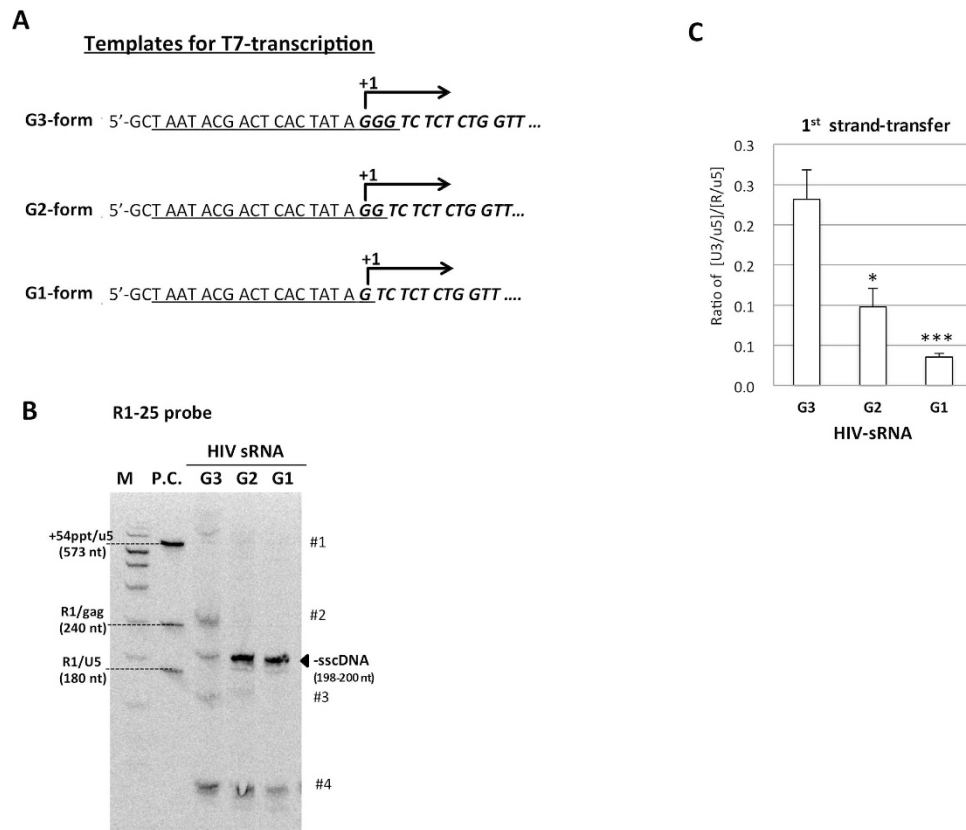 A
Templates for T7-transcription
+1
G3-form 5’-GCT AAT ACG ACT CAC TAT A GGG TC TCT CTG GTT ...
+1
G2-form 5’-GCT AAT ACG ACT CAC TAT A GG TC TCT CTG GTT...
+1
G1-form 5’-GCT AAT ACG ACT CAC TAT A G TC TCT CTG GTT ....
B
R1-25 probe
HIV sRNA
M P.C. G3 G2 G1
+54ppt/u5
(573 nt)
#1
R1/gag
(240 nt)
#2
R1/U5
(180 nt)
-sscDNA
(198-200 nt)
#3
#4
C
1st strand-transfer
Ratio of [U3/u5]/[R/u5]
0.3
0.3
0.2
0.2
0.1
0.1
0.0
*
***
G3 G2 G1
HIV-sRNA